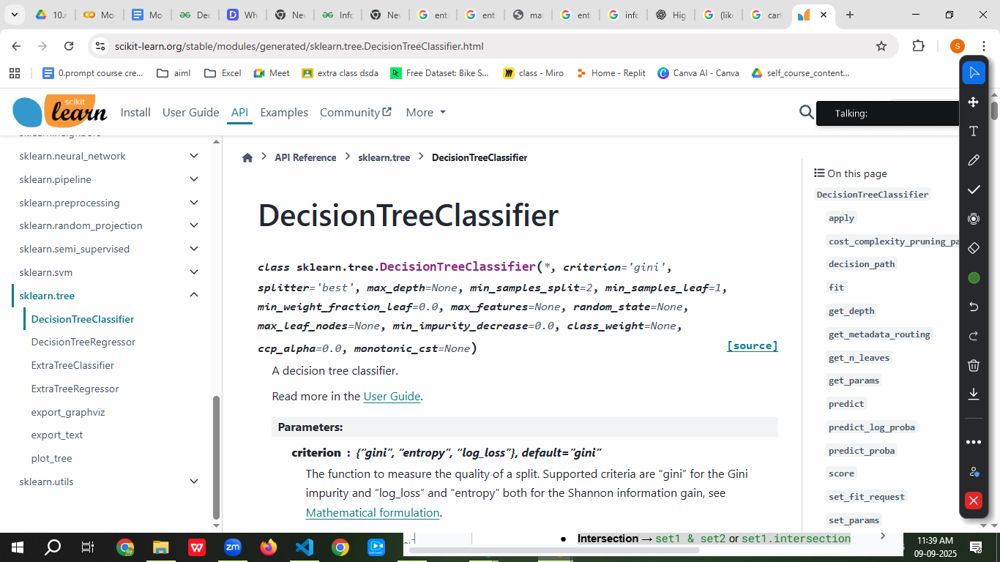 10.r
Mo
Mo
Dec
Wh
Nev
Info
Nev
ent
ent
ma
ent
info
Hig
(lik
carl
scikit-learn.org/stable/modules/generated/sklearn.tree.DecisionTreeClassifier.html
S
0.prompt course cre...
aiml
Excel
Meet
extra class dsda
Free Dataset: Bike S...
class - Miro
Home - Replit
Canva AI - Canva
self_course_content...
scikit
learn
Install
User Guide
API
Examples
Community
More
Talking:
sklearn.neural_network
sklearn.pipeline
sklearn.preprocessing
sklearn.random_projection
sklearn.semi_supervised
sklearn.svm
sklearn.tree
DecisionTreeClassifier
DecisionTreeRegressor
ExtraTreeClassifier
ExtraTreeRegressor
export_graphviz
export_text
plot_tree
sklearn.utils
API Reference > sklearn.tree > DecisionTreeClassifier
DecisionTreeClassifier
class sklearn.tree.DecisionTreeClassifier(*, criterion='gini',
splitter='best', max_depth=None, min_samples_split=2, min_samples_leaf=1,
min_weight_fraction_leaf=0.0, max_features=None, random_state=None,
max_leaf_nodes=None, min_impurity_decrease=0.0, class_weight=None,
ccp_alpha=0.0, monotonic_cst=None) [source]
A decision tree classifier.
Read more in the User Guide.
Parameters:
criterion : {“gini”, “entropy”, “log_loss”}, default=”gini”
The function to measure the quality of a split. Supported criteria are “gini” for the Gini
impurity and “log_loss” and “entropy” both for the Shannon information gain, see
Mathematical formulation.
On this page
DecisionTreeClassifier
apply
cost_complexity_pruning_pa
decision_path
fit
get_depth
get_metadata_routing
get_n_leaves
get_params
predict
predict_log_proba
predict_proba
score
set_fit_request
set_params
T
● Intersection → set1 & set2 or set1.intersection
zm
11:39 AM
09-09-2025